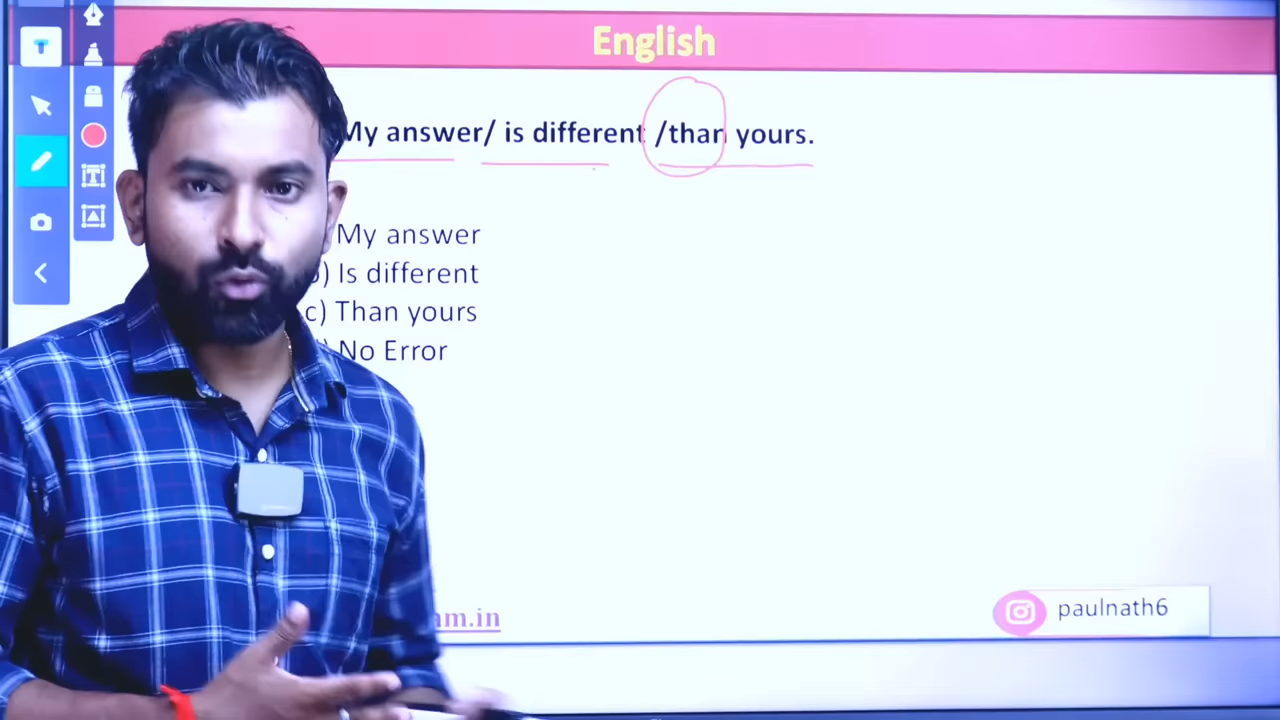 English
My answer/ is different /than yours.
My answer
b) Is different
c) Than yours
) No Error
am.in
paulnath6